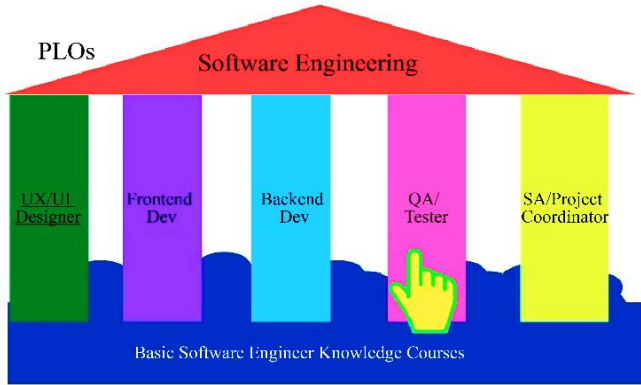 PLOs
Software Engineering
UX/UI
Designer
Frontend
Dev
Backend
Dev
QA/
Tester
SA/Project
Coordinator
Basic Software Engineer Knowledge Courses